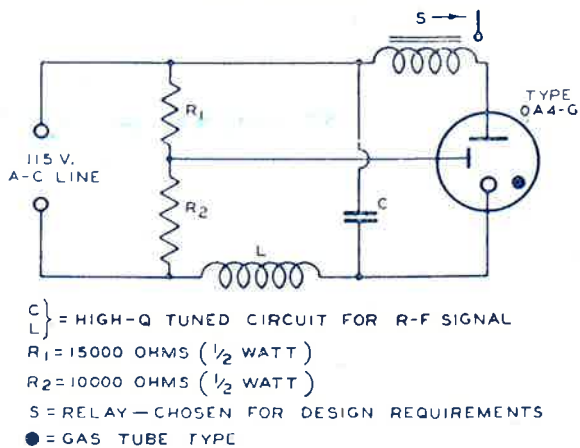 S
TYPE
0A4-G
R1
115 V.
A-C LINE
R2
C
L
C } = HIGH-Q TUNED CIRCUIT FOR R-F SIGNAL
L
R1 = 15000 OHMS (1/2 WATT)
R2 = 10000 OHMS (1/2 WATT)
S = RELAY — CHOSEN FOR DESIGN REQUIREMENTS
● = GAS TUBE TYPE